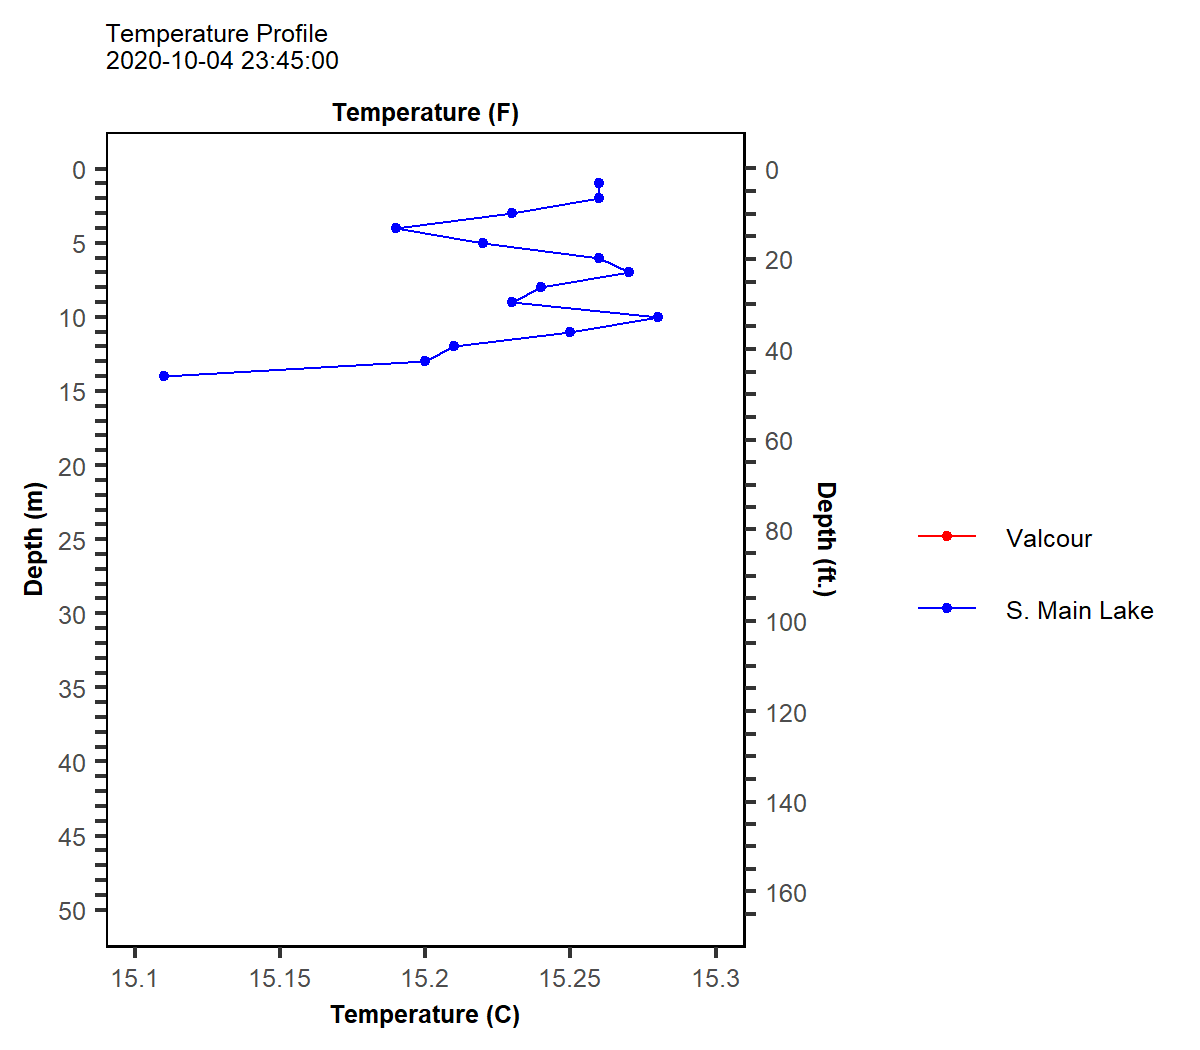 Temperature Profile
2020-10-04 23:45:00
Temperature (F)
0
5
10
15
20
25
30
35
40
45
50
Depth (m)
0
20
40
60
80
100
120
140
160
Depth (ft.)
15.1 15.15 15.2 15.25 15.3
Temperature (C)
Valcour
S. Main Lake